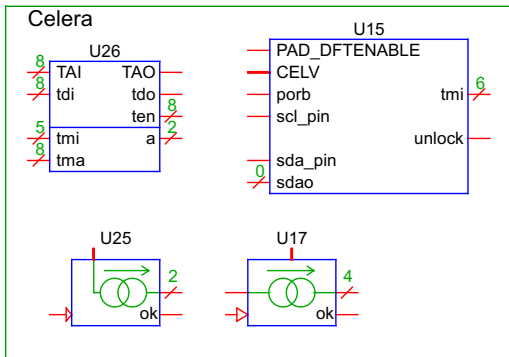 Celera
U26
8 TAI TAO
8 tdi tdo
ten 8
5 tmi a 2
8 tma
U15
PAD_DFTENABLE
CELV
porb tmi 6
scl_pin
unlock
sda_pin
0 sdao
U25
2
ok
U17
4
ok